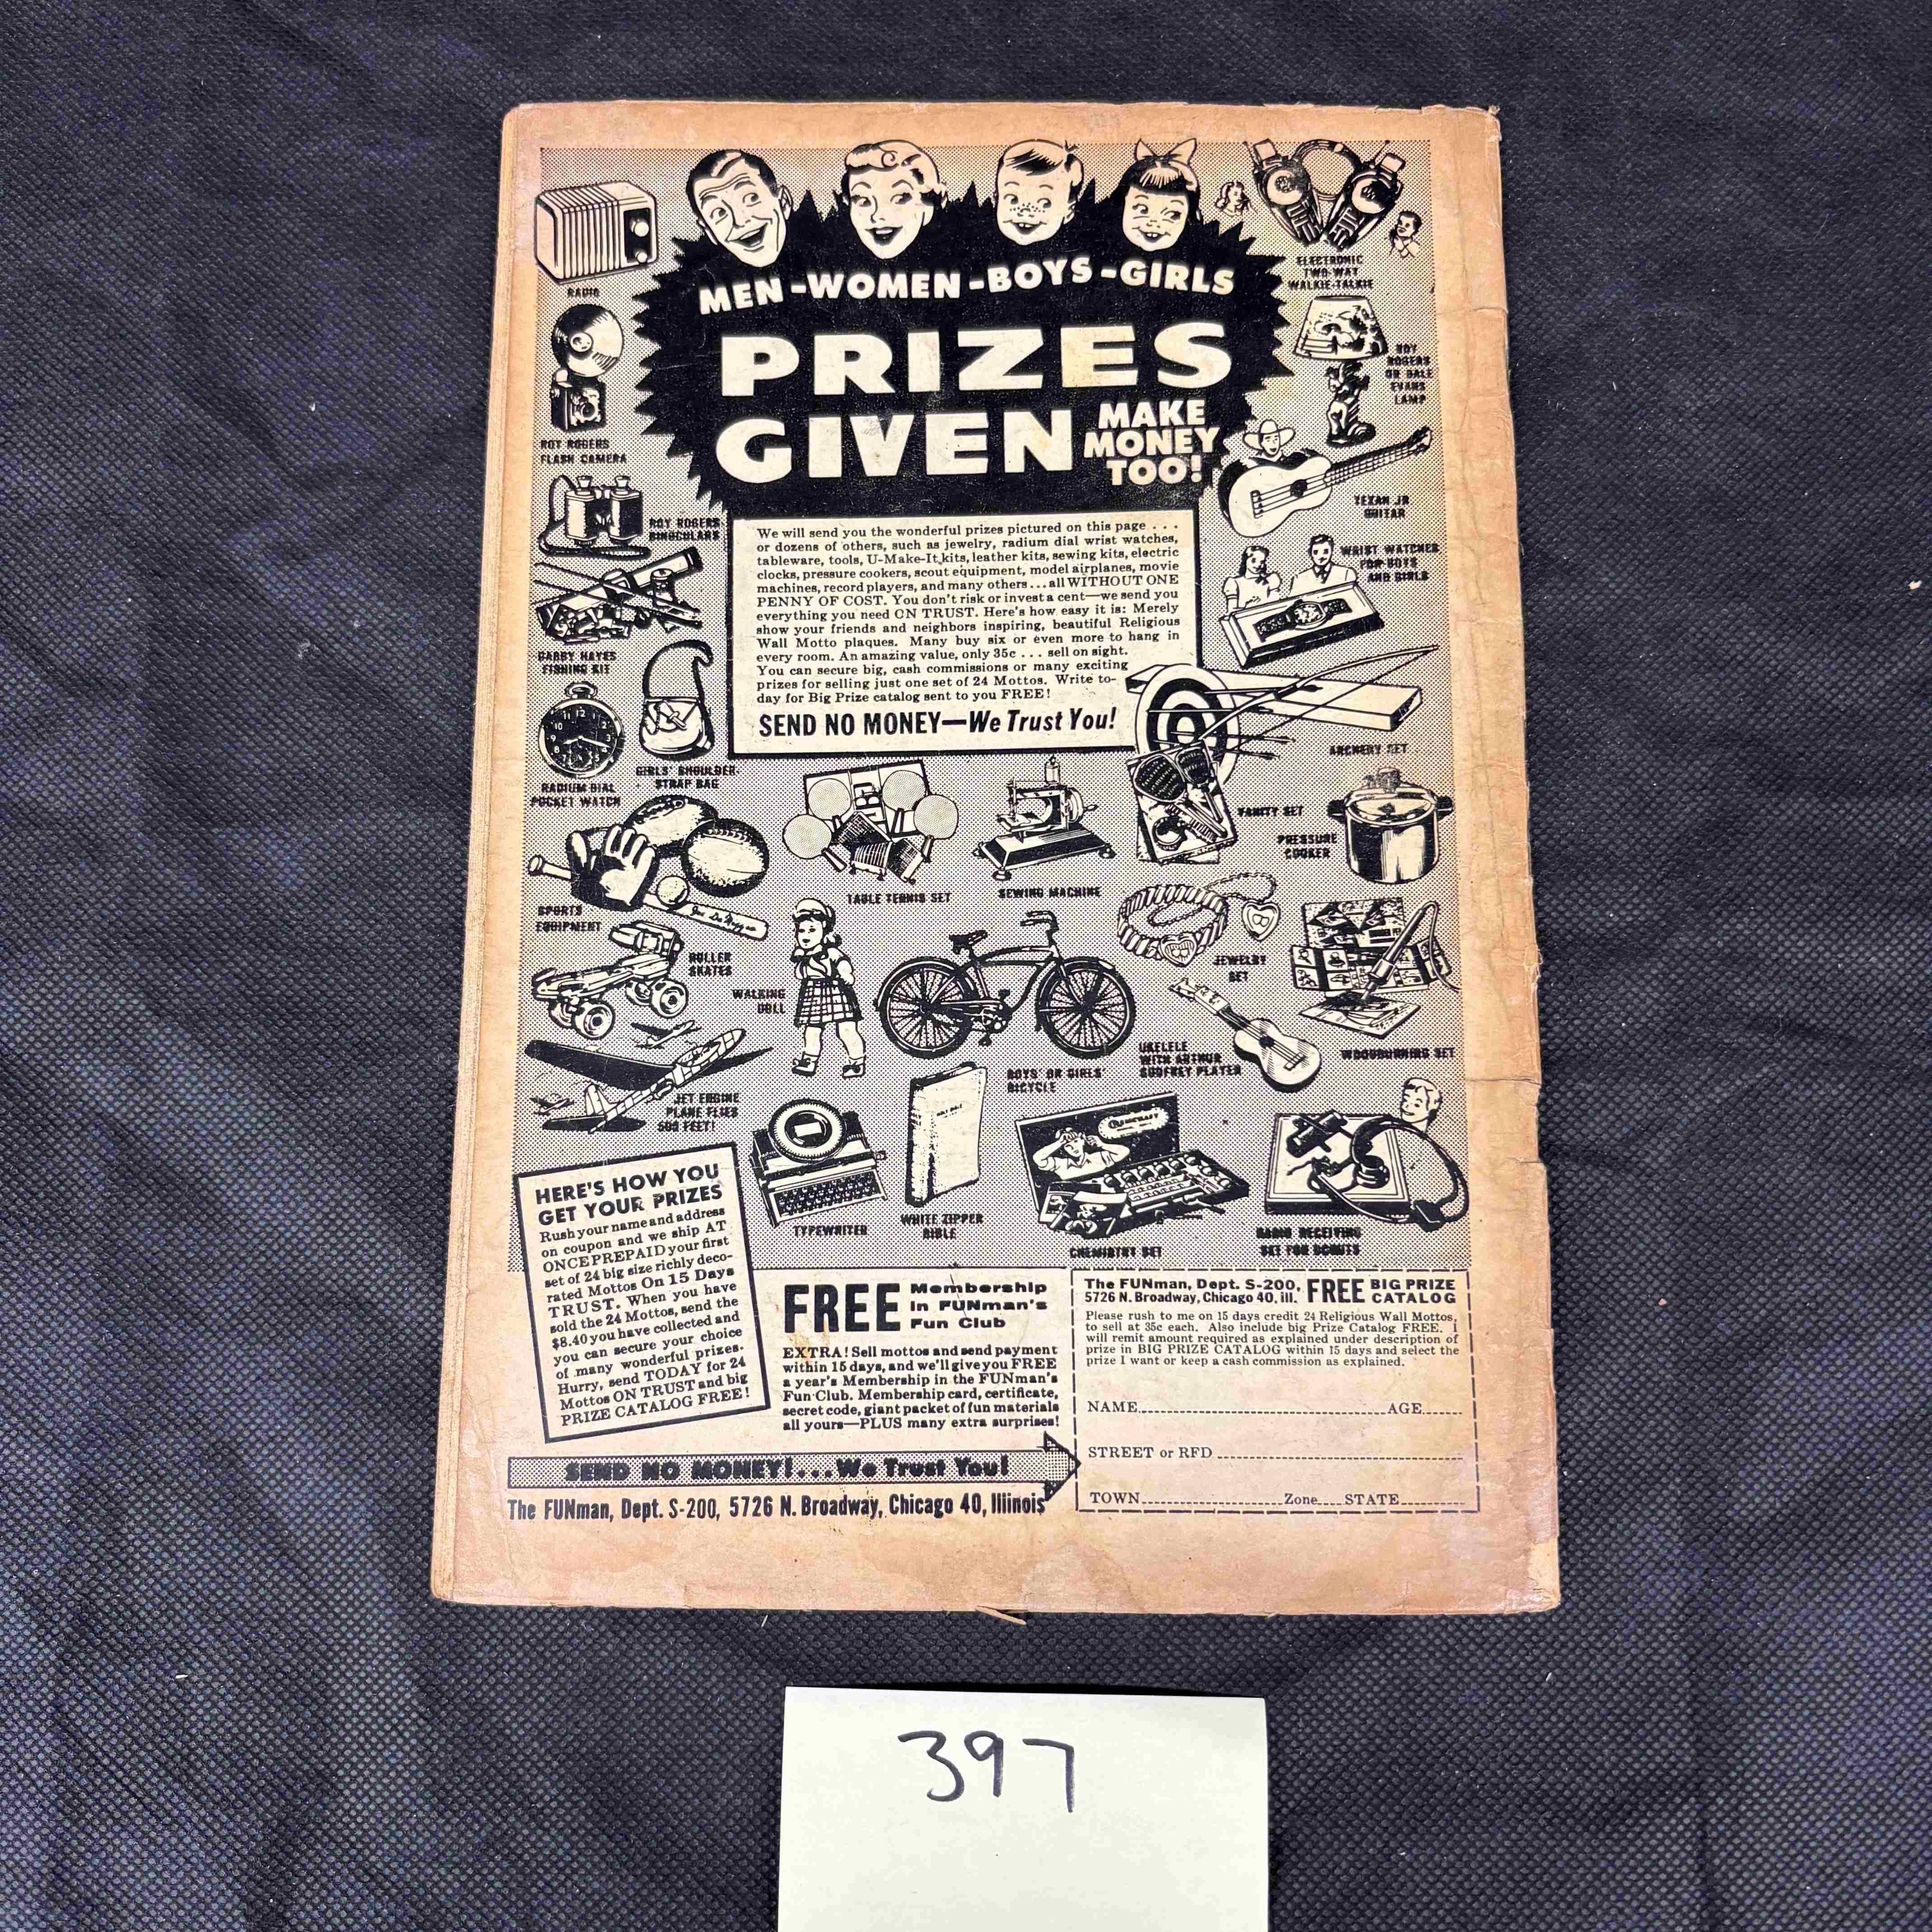 MEN-WOMEN-BOYS-GIRLS
PRIZES
GIVEN
MAKE
MONEY
TOO!
RADIO
ROY ROGERS
FLASH CAMERA
ROY ROGERS
BINOCULARS
GABBY HAYES
FISHING KIT
RADIUM DIAL
POCKET WATCH
GIRLS' SHOULDER-
STRAP BAG
ELECTRONIC
TWO-WAY
WALKIE-TALKIE
ROY
ROGERS
OR DALE
EVANS
LAMP
TEXAN JR
GUITAR
WRIST WATCHES
FOR BOYS
AND GIRLS
We will send you the wonderful prizes pictured on this page . . .
or dozens of others, such as jewelry, radium dial wrist watches,
tableware, tools, U-Make-It kits, leather kits, sewing kits, electric
clocks, pressure cookers, scout equipment, model airplanes, movie
machines, record players, and many others...all WITHOUT ONE
PENNY OF COST. You don't risk or invest a cent—we send you
everything you need ON TRUST. Here's how easy it is: Merely
show your friends and neighbors inspiring, beautiful Religious
Wall Motto plaques. Many buy six or even more to hang in
every room. An amazing value, only 35c . . . sell on sight.
You can secure big, cash commissions or many exciting
prizes for selling just one set of 24 Mottos. Write to-
day for Big Prize catalog sent to you FREE!
SEND NO MONEY—We Trust You!
ARCHERY SET
VANITY SET
PRESSURE
COOKER
TABLE TENNIS SET
SEWING MACHINE
SPORTS
EQUIPMENT
ROLLER
SKATES
WALKING
DOLL
JEWELRY
SET
BOYS' OR GIRLS'
BICYCLE
UKELELE
WITH ARTHUR
GODFREY PLAYER
WOODBURNING SET
JET ENGINE
PLANE FLIES
500 FEET!
TYPEWRITER
HOLY BIBLE
WHITE ZIPPER
BIBLE
CHEMISTRY
CHEMISTRY SET
RADIO RECEIVING
SET FOR SCOUTS
HERE'S HOW YOU
GET YOUR PRIZES
Rush your name and address
on coupon and we ship AT
ONCE PREPAID your first
set of 24 big size richly deco-
rated Mottos On 15 Days
TRUST. When you have
sold the 24 Mottos, send the
$8.40 you have collected and
you can secure your choice
of many wonderful prizes.
Hurry, send TODAY for 24
Mottos ON TRUST and big
PRIZE CATALOG FREE!
FREE
Membership
in FUNman's
Fun Club
EXTRA! Sell mottos and send payment
within 15 days, and we'll give you FREE
a year's Membership in the FUNman's
Fun Club. Membership card, certificate,
secret code, giant packet of fun materials
all yours—PLUS many extra surprises!
SEND NO MONEY!...We Trust You!
The FUNman, Dept. S-200, 5726 N. Broadway, Chicago 40, Illinois
The FUNman, Dept. S-200,
5726 N. Broadway, Chicago 40, Ill.
FREE BIG PRIZE
CATALOG
Please rush to me on 15 days credit 24 Religious Wall Mottos,
to sell at 35c each. Also include big Prize Catalog FREE. I
will remit amount required as explained under description of
prize in BIG PRIZE CATALOG within 15 days and select the
prize I want or keep a cash commission as explained.
NAME AGE
STREET or RFD
TOWN Zone STATE
397